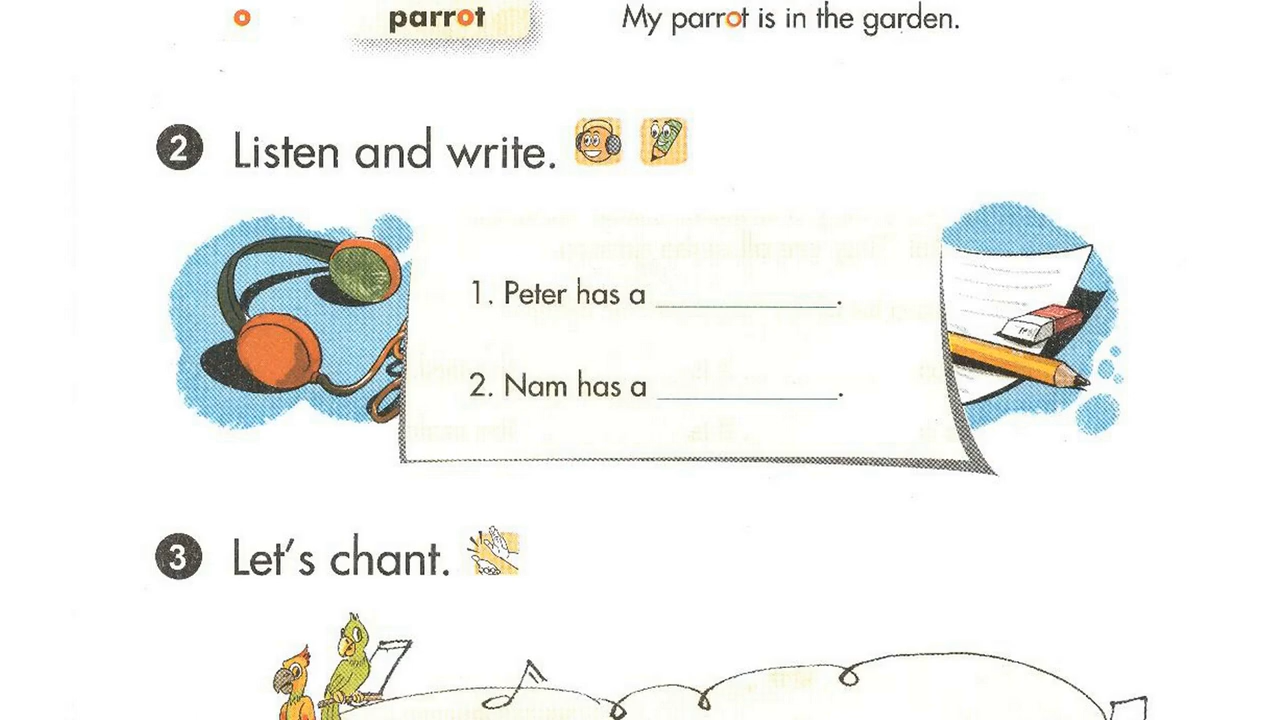 o parrot My parrot is in the garden.
2 Listen and write.
1. Peter has a ____________.
2. Nam has a ____________.
3 Let's chant.